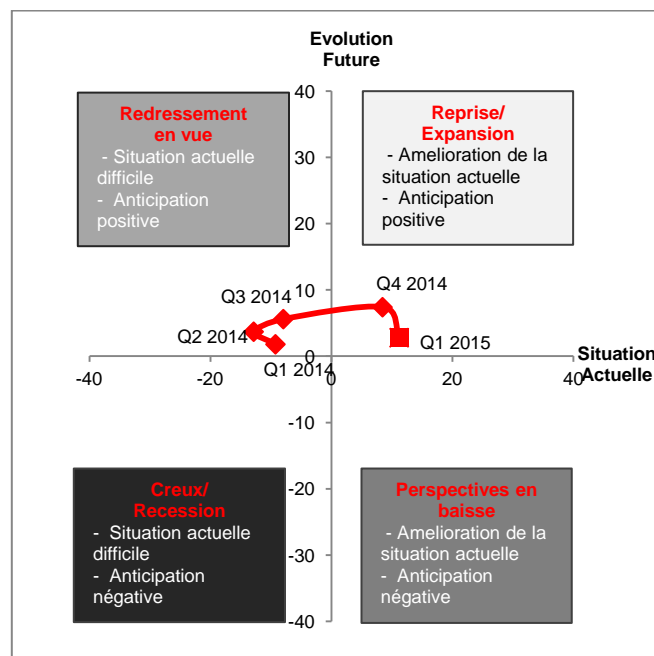 Evolution
Future
40
30
20
10
0
-10
-20
-30
-40
Redressement
en vue
- Situation actuelle
difficile
- Anticipation
positive
Reprise/
Expansion
- Amelioration de la
situation actuelle
- Anticipation
positive
Q3 2014
Q4 2014
Q2 2014
Q1 2014
Q1 2015
Situation
Actuelle
-40
-20
0
20
40
Creux/
Recession
- Situation actuelle
difficile
- Anticipation
négative
Perspectives en
baisse
- Amelioration de la
situation actuelle
- Anticipation
négative